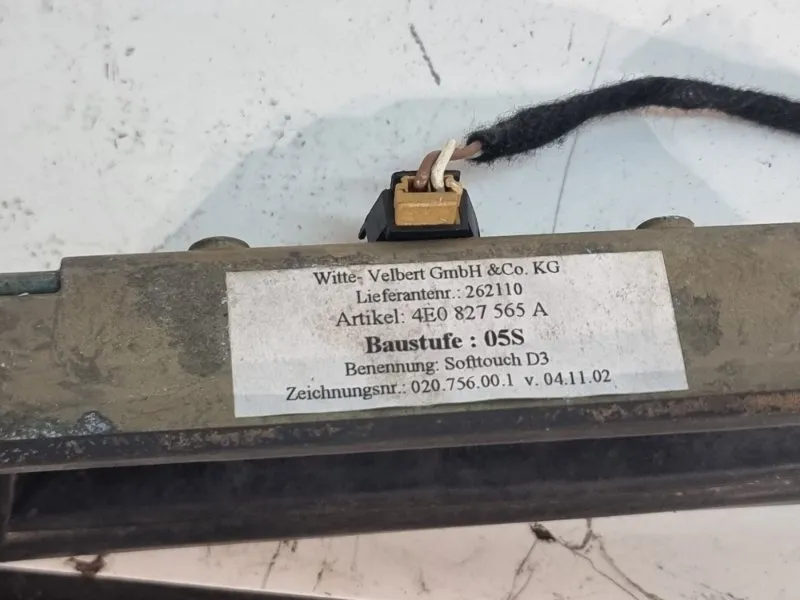 Witte- Velbert GmbH &Co. KG
Lieferantenr.: 262110
Artikel: 4E0 827 565 A
Baustufe : 05S
Benennung: Softtouch D3
Zeichnungsnr.: 020.756.00.1 v. 04.11.02